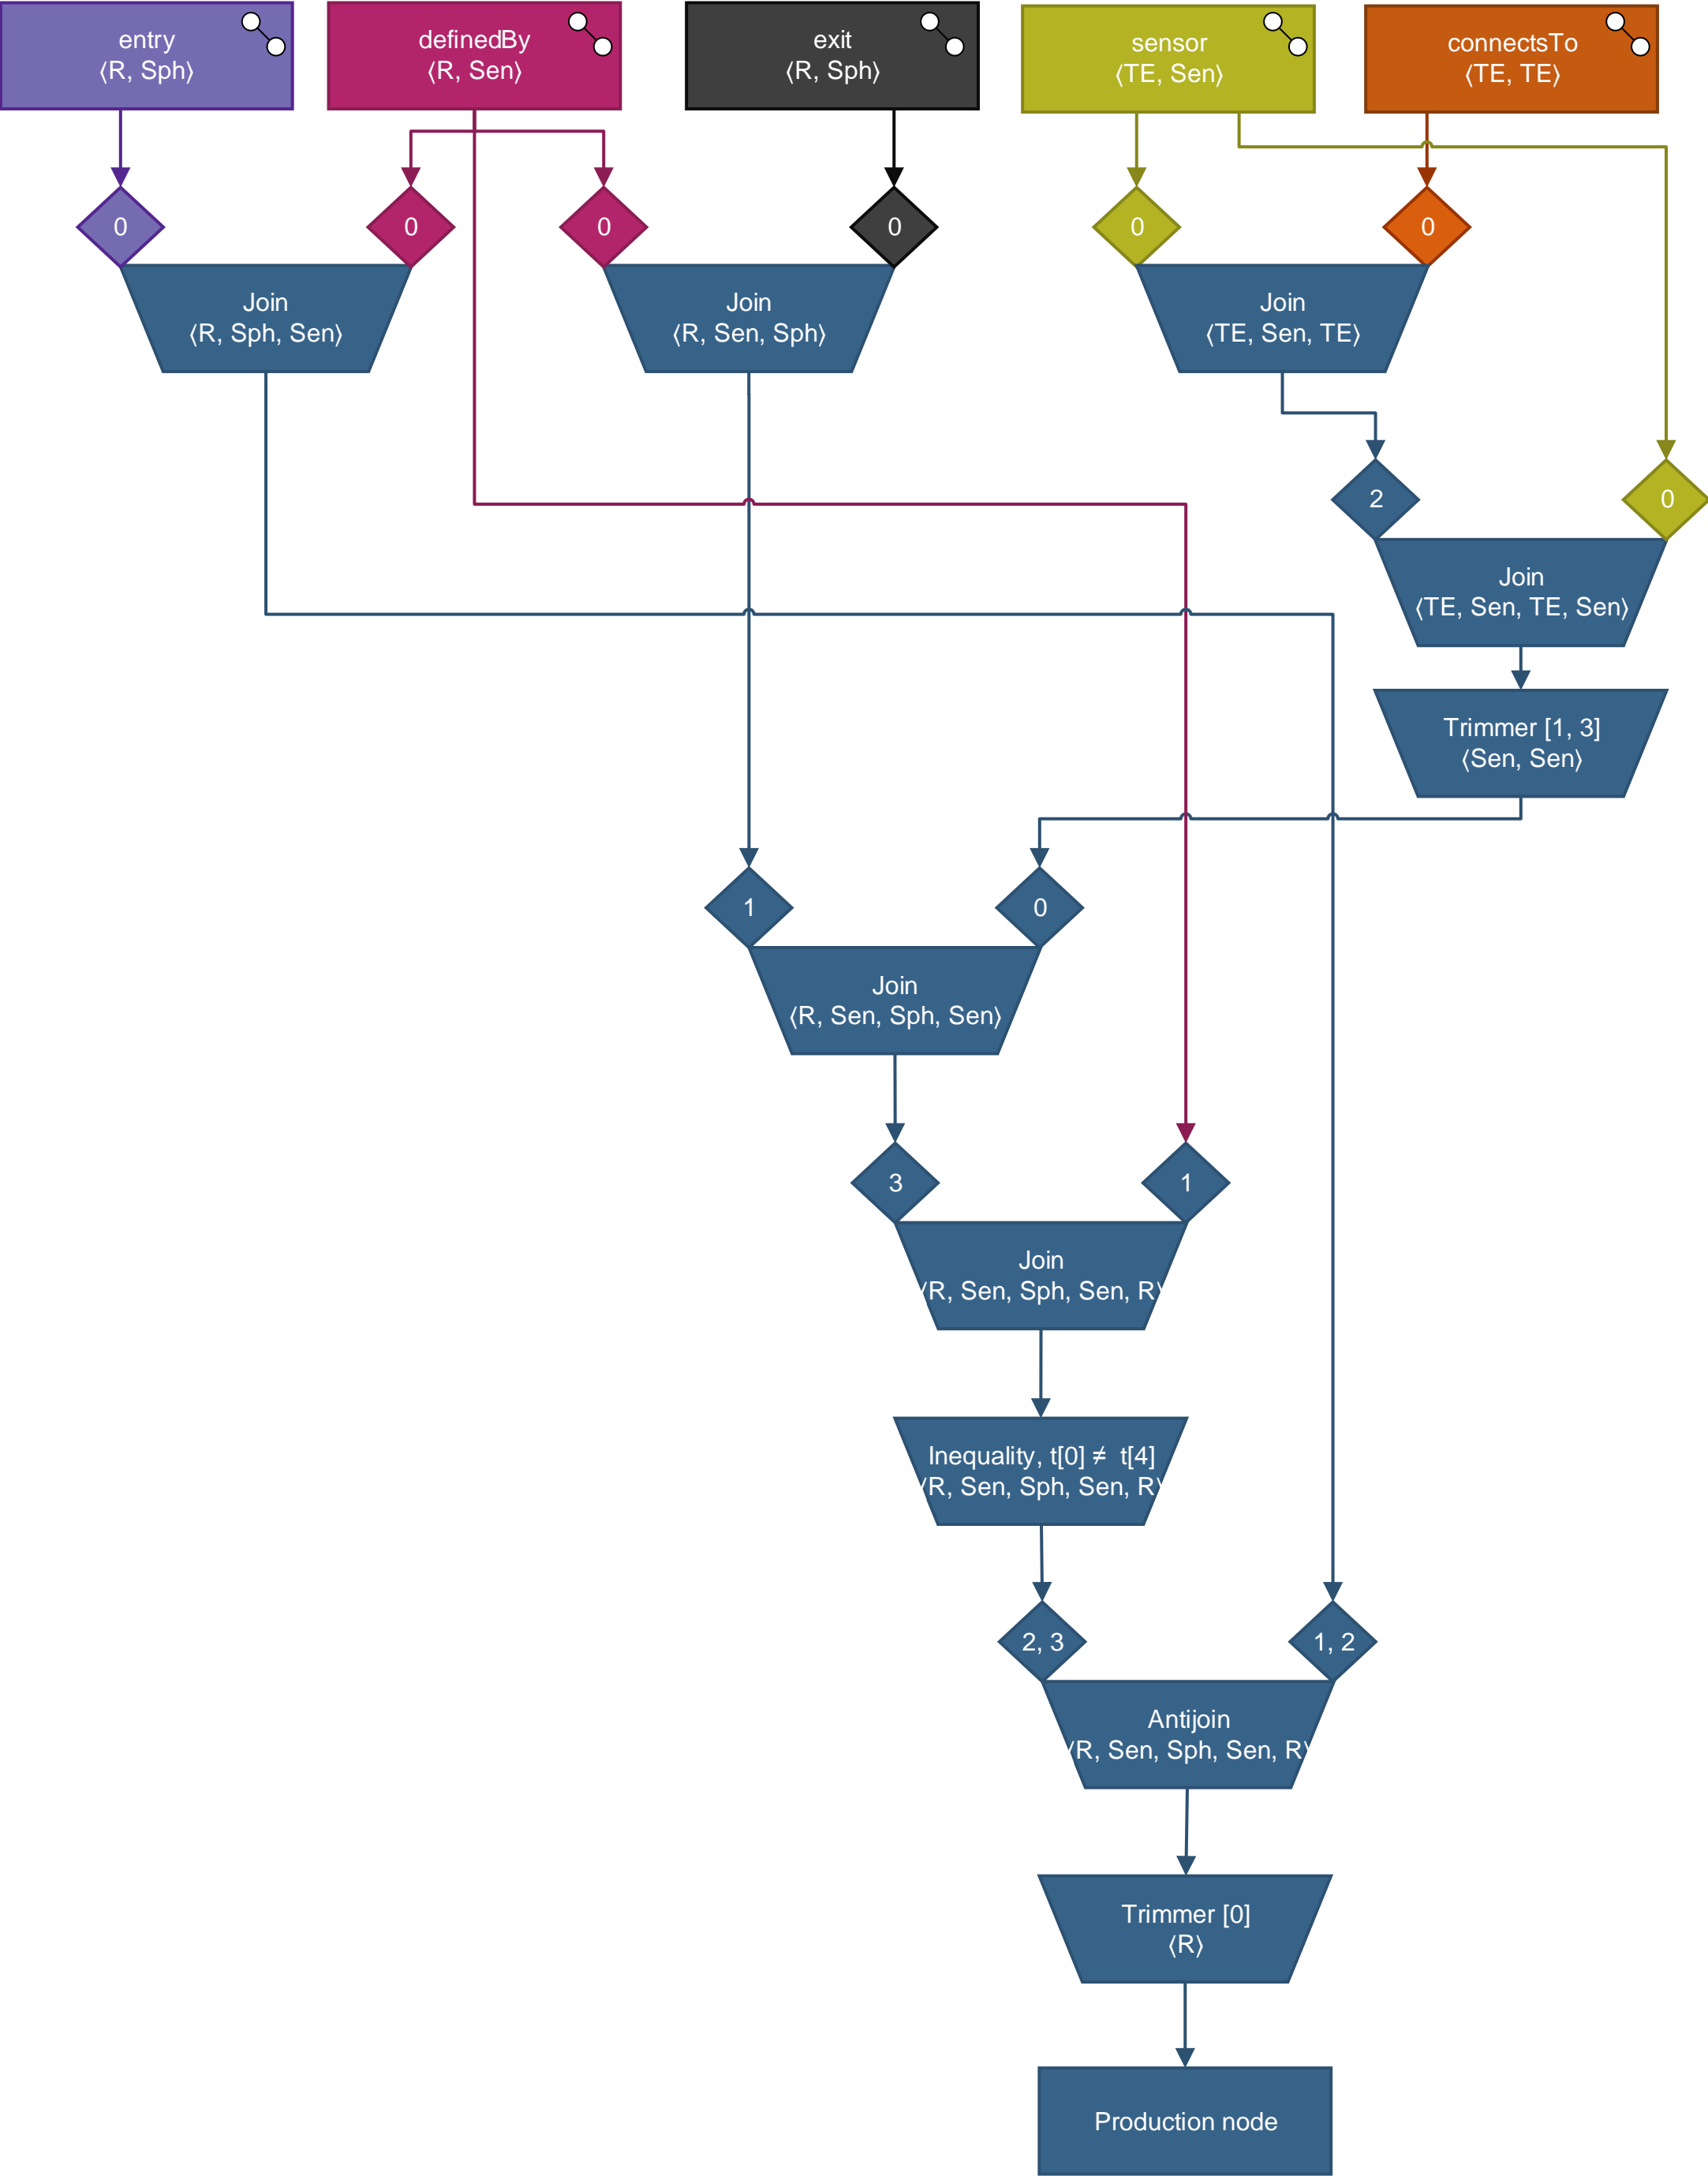 entry
⟨R, Sph⟩
definedBy
⟨R, Sen⟩
exit
⟨R, Sph⟩
sensor
⟨TE, Sen⟩
connectsTo
⟨TE, TE⟩
0
0
0
0
0
0
Join
⟨R, Sph, Sen⟩
Join
⟨R, Sen, Sph⟩
Join
⟨TE, Sen, TE⟩
2
0
Join
⟨TE, Sen, TE, Sen⟩
Trimmer [1, 3]
⟨Sen, Sen⟩
1
0
Join
⟨R, Sen, Sph, Sen⟩
3
1
Join
⟨R, Sen, Sph, Sen, R⟩
Inequality, t[0] ≠ t[4]
⟨R, Sen, Sph, Sen, R⟩
2, 3
1, 2
Antijoin
⟨R, Sen, Sph, Sen, R⟩
Trimmer [0]
⟨R⟩
Production node